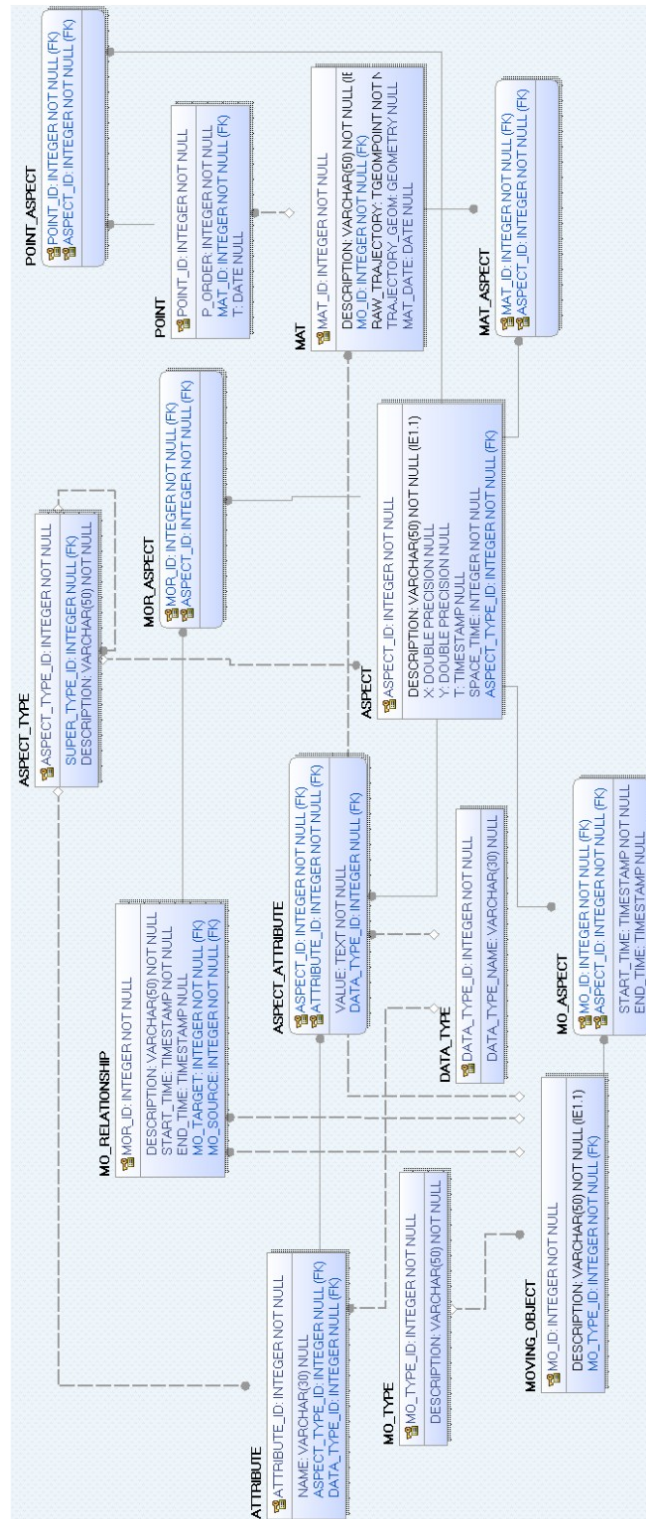 POINT_ASPECT
POINT_ID: INTEGER NOT NULL (FK)
ASPECT_ID: INTEGER NOT NULL (FK)
POINT
POINT_ID: INTEGER NOT NULL
P_ORDER: INTEGER NOT NULL
MAT_ID: INTEGER NOT NULL (FK)
T: DATE NULL
MAT
MAT_ID: INTEGER NOT NULL
DESCRIPTION: VARCHAR(50) NOT NULL (IE
MO_ID: INTEGER NOT NULL (FK)
RAW_TRAJECTORY: TGEOMPOINT NOT N
TRAJECTORY_GEOM: GEOMETRY NULL
MAT_DATE: DATE NULL
MAT_ASPECT
MAT_ID: INTEGER NOT NULL (FK)
ASPECT_ID: INTEGER NOT NULL (FK)
ASPECT_TYPE
ASPECT_TYPE_ID: INTEGER NOT NULL
SUPER_TYPE_ID: INTEGER NULL (FK)
DESCRIPTION: VARCHAR(50) NOT NULL
MOR_ASPECT
MOR_ID: INTEGER NOT NULL (FK)
ASPECT_ID: INTEGER NOT NULL (FK)
ASPECT
ASPECT_ID: INTEGER NOT NULL
DESCRIPTION: VARCHAR(50) NOT NULL (IE1.1)
X: DOUBLE PRECISION NULL
Y: DOUBLE PRECISION NULL
T: TIMESTAMP NULL
SPACE_TIME: INTEGER NOT NULL
ASPECT_TYPE_ID: INTEGER NOT NULL (FK)
MO_RELATIONSHIP
MOR_ID: INTEGER NOT NULL
DESCRIPTION: VARCHAR(50) NOT NULL
START_TIME: TIMESTAMP NOT NULL
END_TIME: TIMESTAMP NULL
MO_TARGET: INTEGER NOT NULL (FK)
MO_SOURCE: INTEGER NOT NULL (FK)
ASPECT_ATTRIBUTE
ASPECT_ID: INTEGER NOT NULL (FK)
ATTRIBUTE_ID: INTEGER NOT NULL (FK)
VALUE: TEXT NOT NULL
DATA_TYPE_ID: INTEGER NULL (FK)
DATA_TYPE
DATA_TYPE_ID: INTEGER NOT NULL
DATA_TYPE_NAME: VARCHAR(30) NULL
MO_ASPECT
MO_ID: INTEGER NOT NULL (FK)
ASPECT_ID: INTEGER NOT NULL (FK)
START_TIME: TIMESTAMP NOT NULL
END_TIME: TIMESTAMP NULL
ATTRIBUTE
ATTRIBUTE_ID: INTEGER NOT NULL
NAME: VARCHAR(30) NULL
ASPECT_TYPE_ID: INTEGER NULL (FK)
DATA_TYPE_ID: INTEGER NULL (FK)
MO_TYPE
MO_TYPE_ID: INTEGER NOT NULL
DESCRIPTION: VARCHAR(50) NOT NULL
MOVING_OBJECT
MO_ID: INTEGER NOT NULL
DESCRIPTION: VARCHAR(50) NOT NULL (IE1.1)
MO_TYPE_ID: INTEGER NOT NULL (FK)